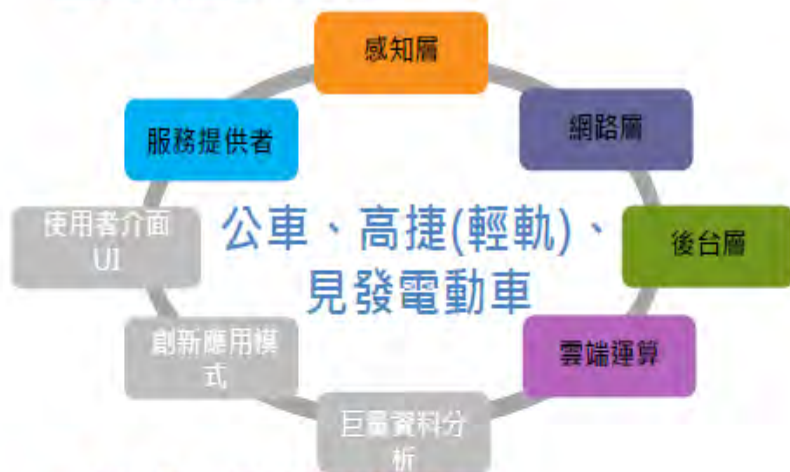 感知層
網路層
後台層
雲端運算
巨量資料分
析
創新應用模
式
使用者介面
UI
服務提供者
公車、高捷(輕軌)、
見發電動車